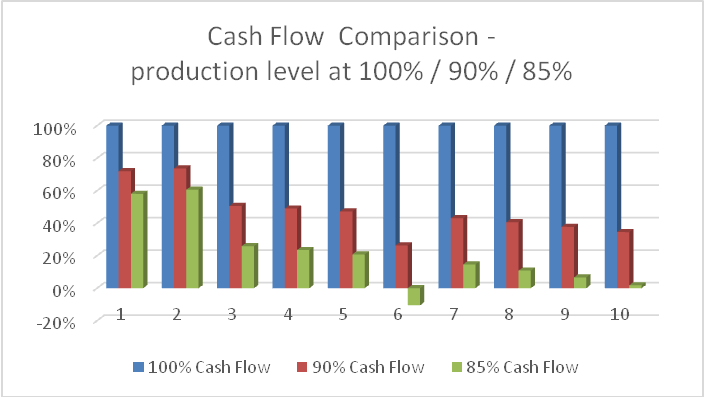 Cash Flow  Comparison -
production level at 100% / 90% / 85%
100%
80%
60%
40%
20%
0%
-20%
1 2 3 4 5 6 7 8 9 10
100% Cash Flow 90% Cash Flow 85% Cash Flow